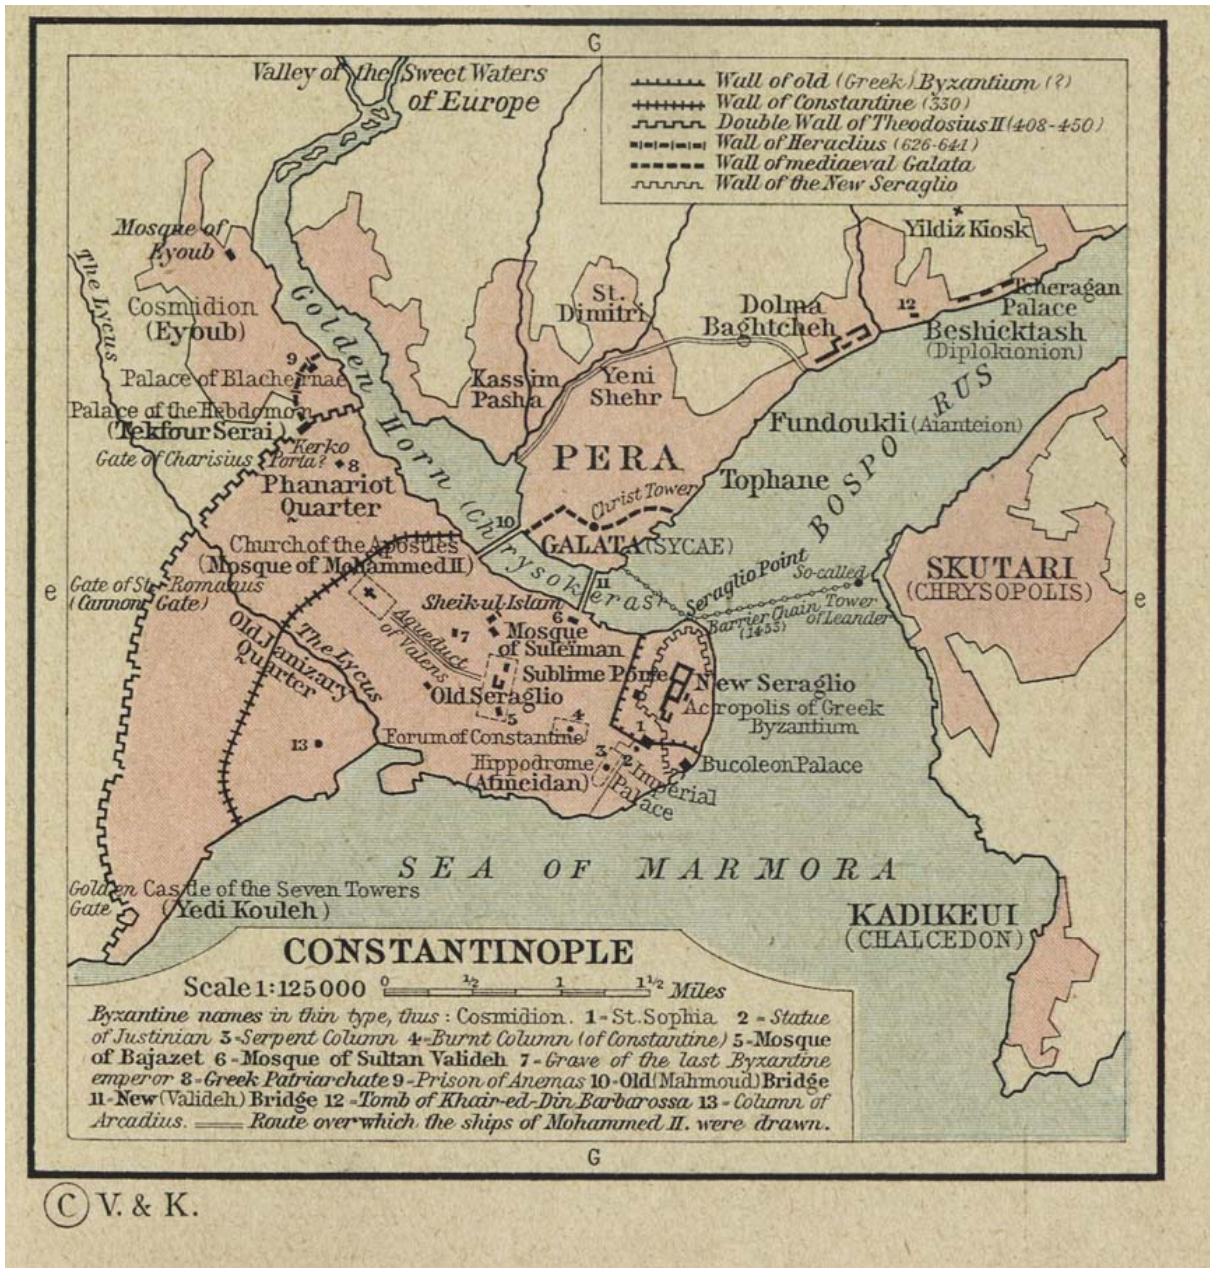 G
Valley of the Sweet Waters
of Europe
Wall of old (Greek) Byzantium (?)
Wall of Constantine (330)
Double Wall of Theodosius II (408-450)
Wall of Heraclius (626-641)
Wall of mediaeval Galata
Wall of the New Seraglio
Mosque of
Eyoub
The Lycus
Yildiz Kiosk
Tcheragan
Palace
Cosmidion
(Eyoub)
Golden Horn (Chrysokeras)
St.
Dimitri
Dolma
Baghtcheh
12
Beshicktash
(Diplokionion)
9
Palace of Blachernae
Kassim
Pasha
Yeni
Shehr
BOSPORUS
Palace of the Hebdomon
(Tekfour Serai)
Fundoukli (Aianteion)
Gate of Charisius
Kerko
Porta?
8
PERA
Phanariot
Quarter
Christ Tower
Tophane
10
Church of the Apostles
(Mosque of Mohammed II)
GALATA (SYCAE)
SKUTARI
(CHRYSOPOLIS)
e
Gate of St. Romanus
(Cannon Gate)
11
Seraglio Point
So-called
Tower
of Leander
Barrier Chain
(1453)
e
Sheik-ul-Islam
6
Old Janizary
Quarter
The Lycus
Aqueduct
of Valens
7
Mosque
of Suleiman
Sublime Porte
Old Seraglio
New Seraglio
Acropolis of Greek
Byzantium
5
4
Forum of Constantine
1
13
Hippodrome
(Atmeidan)
3
2
Imperial
Palace
Bucoleon Palace
SEA OF MARMORA
Golden
Gate
Castle of the Seven Towers
(Yedi Kouleh)
KADIKEUI
(CHALCEDON)
CONSTANTINOPLE
Scale 1:125000 0 1/2 1 1 1/2 Miles
Byzantine names in thin type, thus: Cosmidion. 1-St.Sophia 2-Statue
of Justinian 3-Serpent Column 4-Burnt Column (of Constantine) 5-Mosque
of Bajazet 6-Mosque of Sultan Valideh 7-Grave of the last Byzantine
emperor 8-Greek Patriarchate 9-Prison of Anemas 10-Old (Mahmoud) Bridge
11-New (Valideh) Bridge 12-Tomb of Khair-ed-Din Barbarossa 13-Column of
Arcadius. Route over which the ships of Mohammed II. were drawn.
G
© V. & K.